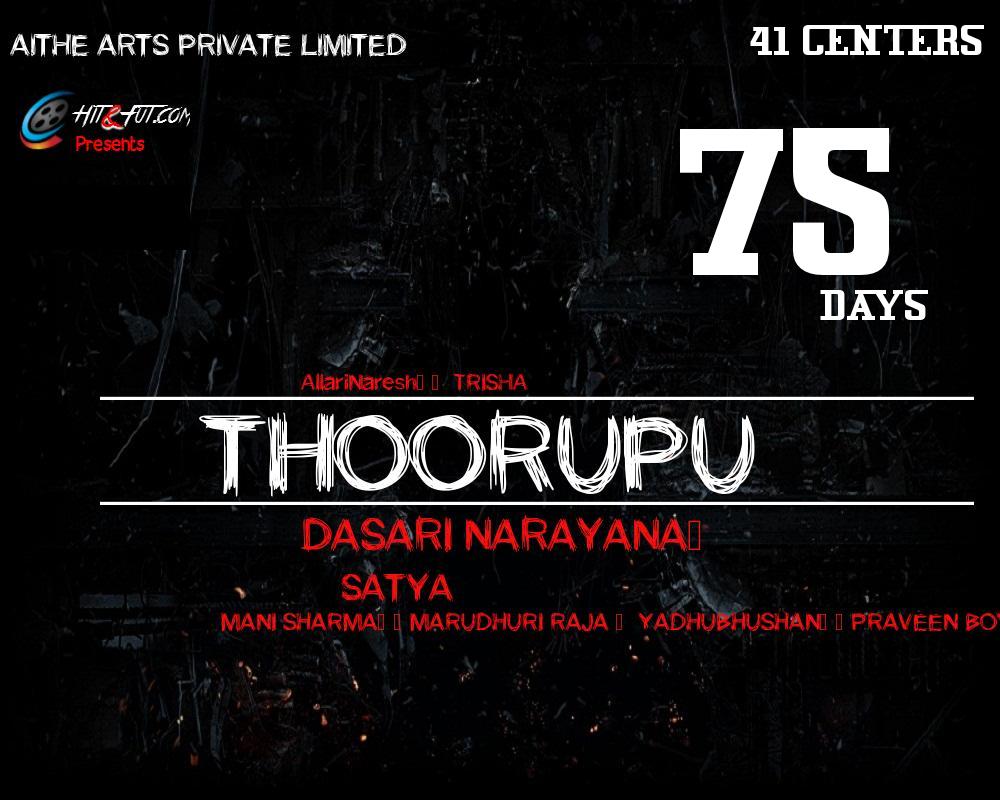 AITHE ARTS PRIVATE LIMITED
41 CENTERS
HIT&FUT.COM
Presents
75
DAYS
AllariNaresh TRISHA
THOORUPU
DASARI NARAYANA
SATYA
MANI SHARMA MARUDHURI RAJA YADHUBHUSHAN PRAVEEN